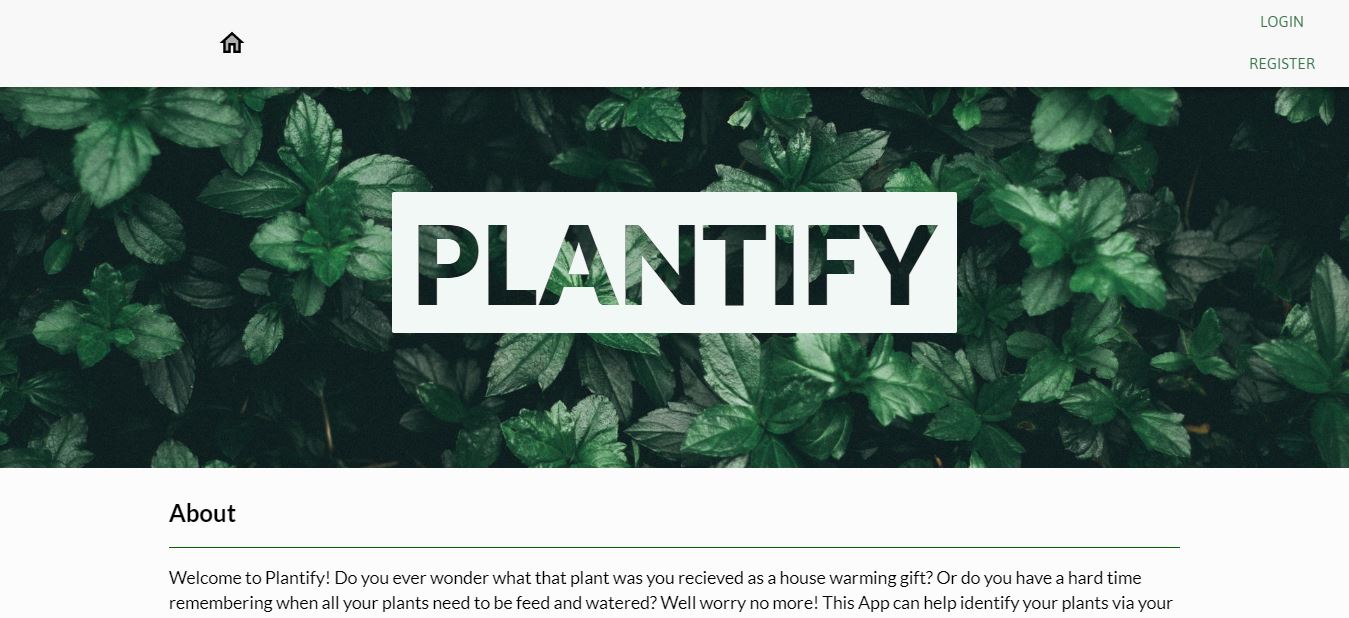 LOGIN
REGISTER
PLANTIFY
About
Welcome to Plantify! Do you ever wonder what that plant was you recieved as a house warming gift? Or do you have a hard time
remembering when all your plants need to be feed and watered? Well worry no more! This App can help identify your plants via your